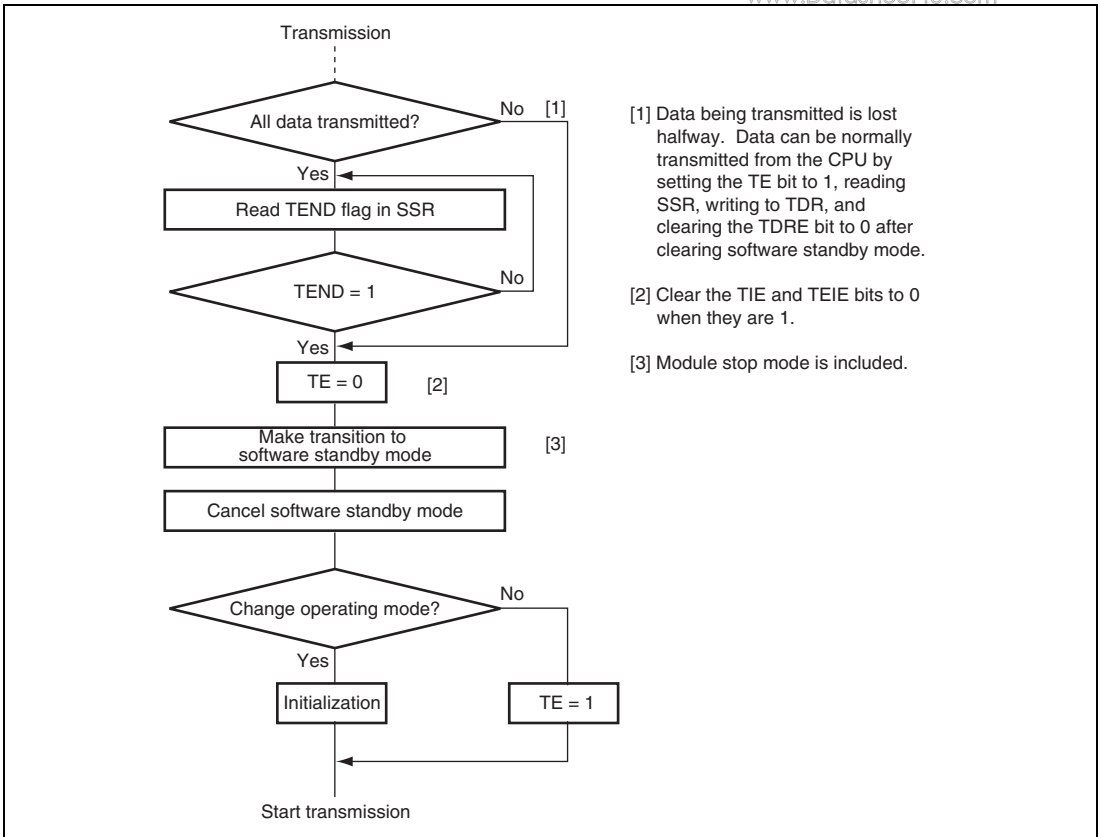 Transmission
All data transmitted?
No
[1]
Yes
Read TEND flag in SSR
TEND = 1
No
Yes
TE = 0
[2]
Make transition to
software standby mode
[3]
Cancel software standby mode
Change operating mode?
No
Yes
Initialization
TE = 1
Start transmission
[1] Data being transmitted is lost
halfway. Data can be normally
transmitted from the CPU by
setting the TE bit to 1, reading
SSR, writing to TDR, and
clearing the TDRE bit to 0 after
clearing software standby mode.
[2] Clear the TIE and TEIE bits to 0
when they are 1.
[3] Module stop mode is included.